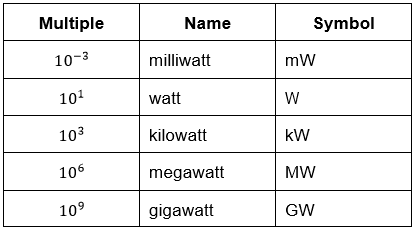 Multiple Name Symbol
10⁻³ milliwatt mW
10¹ watt W
10³ kilowatt kW
10⁶ megawatt MW
10⁹ gigawatt GW